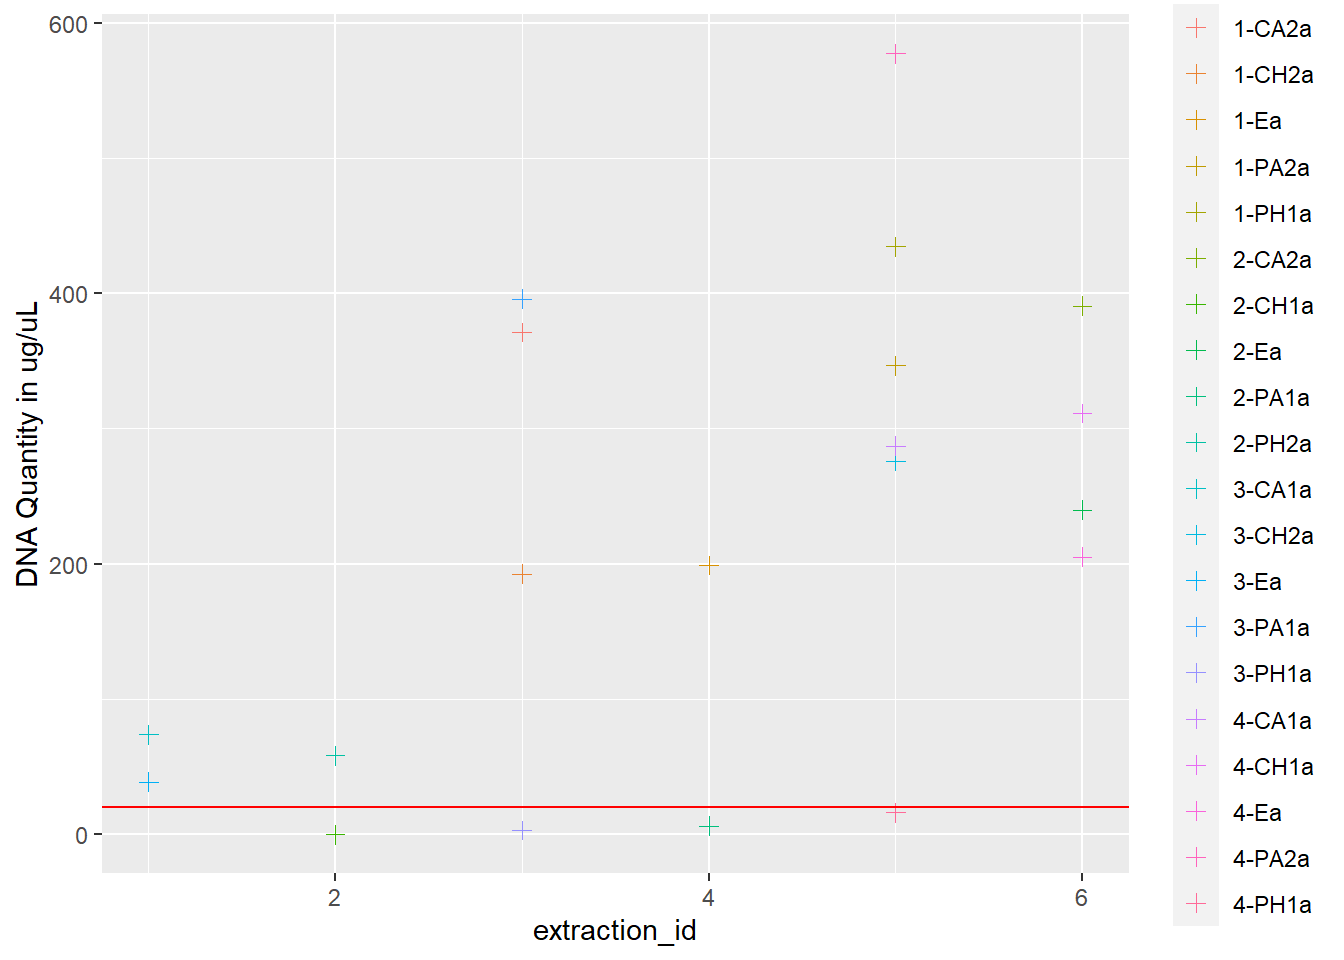 600
400
200
0
DNA Quantity in ug/uL
2
4
6
extraction_id
1-CA2a
1-CH2a
1-Ea
1-PA2a
1-PH1a
2-CA2a
2-CH1a
2-Ea
2-PA1a
2-PH2a
3-CA1a
3-CH2a
3-Ea
3-PA1a
3-PH1a
4-CA1a
4-CH1a
4-Ea
4-PA2a
4-PH1a